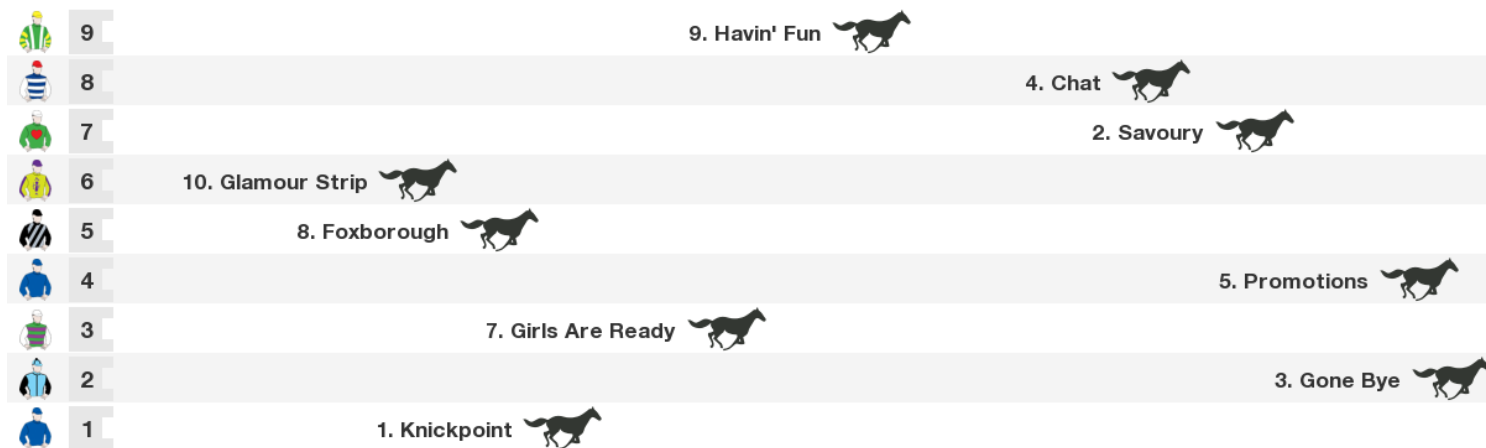 9 9. Havin' Fun
8 4. Chat
7 2. Savoury
6 10. Glamour Strip
5 8. Foxborough
4 5. Promotions
3 7. Girls Are Ready
2 3. Gone Bye
1 1. Knickpoint